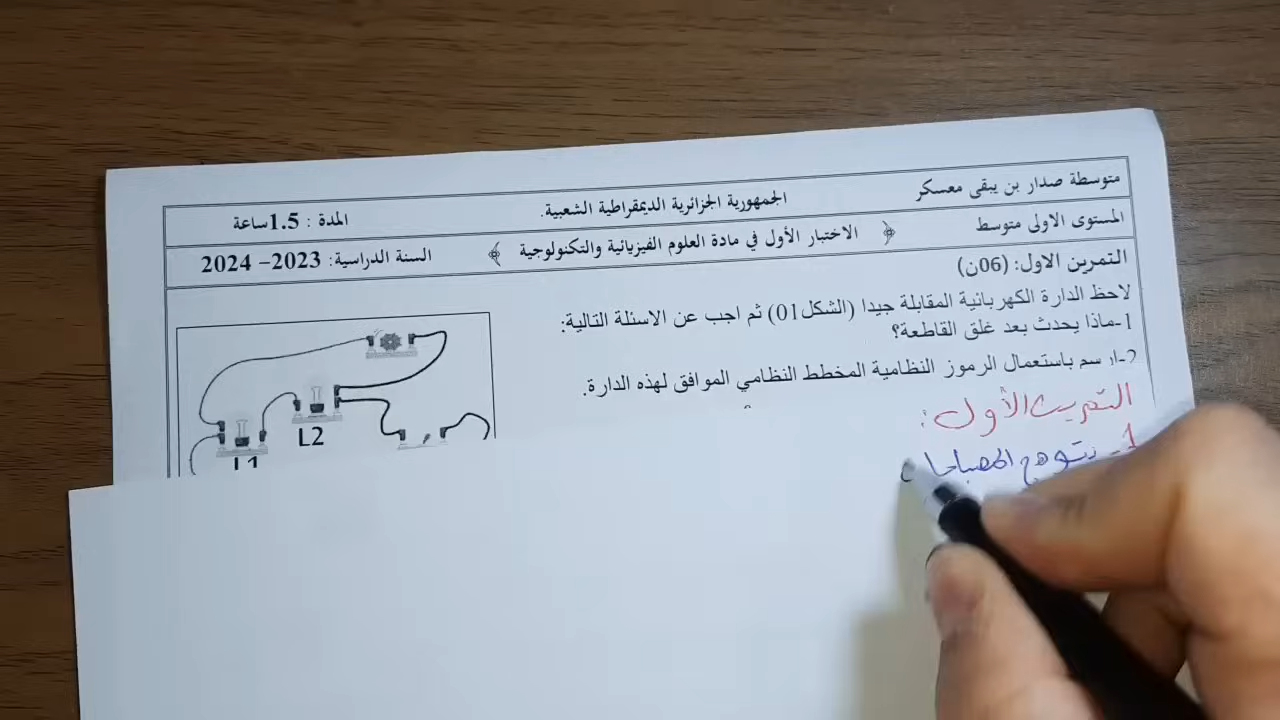 متوسطة صدار بن يبقى معسكر
الجمهورية الجزائرية الديمقراطية الشعبية.
المدة : 1.5ساعة
المستوى الاولى متوسط
الاختبار الأول في مادة العلوم الفيزيائية والتكنولوجية
السنة الدراسية: 2023– 2024
التمرين الاول: (06ن)
لاحظ الدارة الكهربائية المقابلة جيدا (الشكل01) ثم اجب عن الاسئلة التالية:
1-ماذا يحدث بعد غلق القاطعة؟
2-ارسم باستعمال الرموز النظامية المخطط النظامي الموافق لهذه الدارة.
L2
L1
التمرين الأول:
1- يتوهج المصباحان